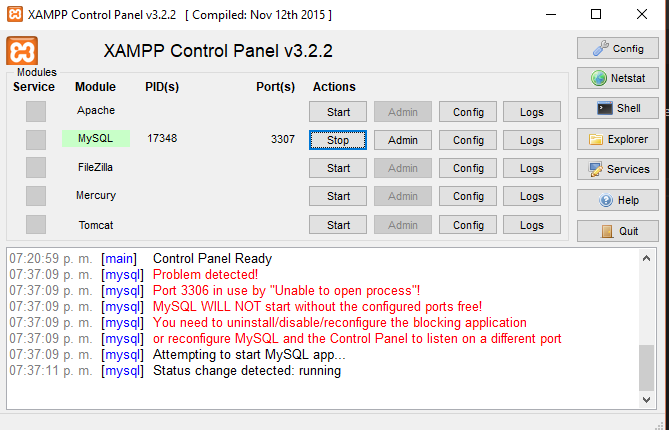 XAMPP Control Panel v3.2.2 [ Compiled: Nov 12th 2015 ]
XAMPP Control Panel v3.2.2
Config
Modules
Service Module PID(s) Port(s) Actions
Netstat
Apache Start Admin Config Logs
Shell
MySQL 17348 3307 Stop Admin Config Logs
Explorer
FileZilla Start Admin Config Logs
Services
Mercury Start Admin Config Logs
Help
Tomcat Start Admin Config Logs
Quit
07:20:59 p. m. [main] Control Panel Ready
07:37:09 p. m. [mysql] Problem detected!
07:37:09 p. m. [mysql] Port 3306 in use by "Unable to open process"!
07:37:09 p. m. [mysql] MySQL WILL NOT start without the configured ports free!
07:37:09 p. m. [mysql] You need to uninstall/disable/reconfigure the blocking application
07:37:09 p. m. [mysql] or reconfigure MySQL and the Control Panel to listen on a different port
07:37:09 p. m. [mysql] Attempting to start MySQL app...
07:37:11 p. m. [mysql] Status change detected: running